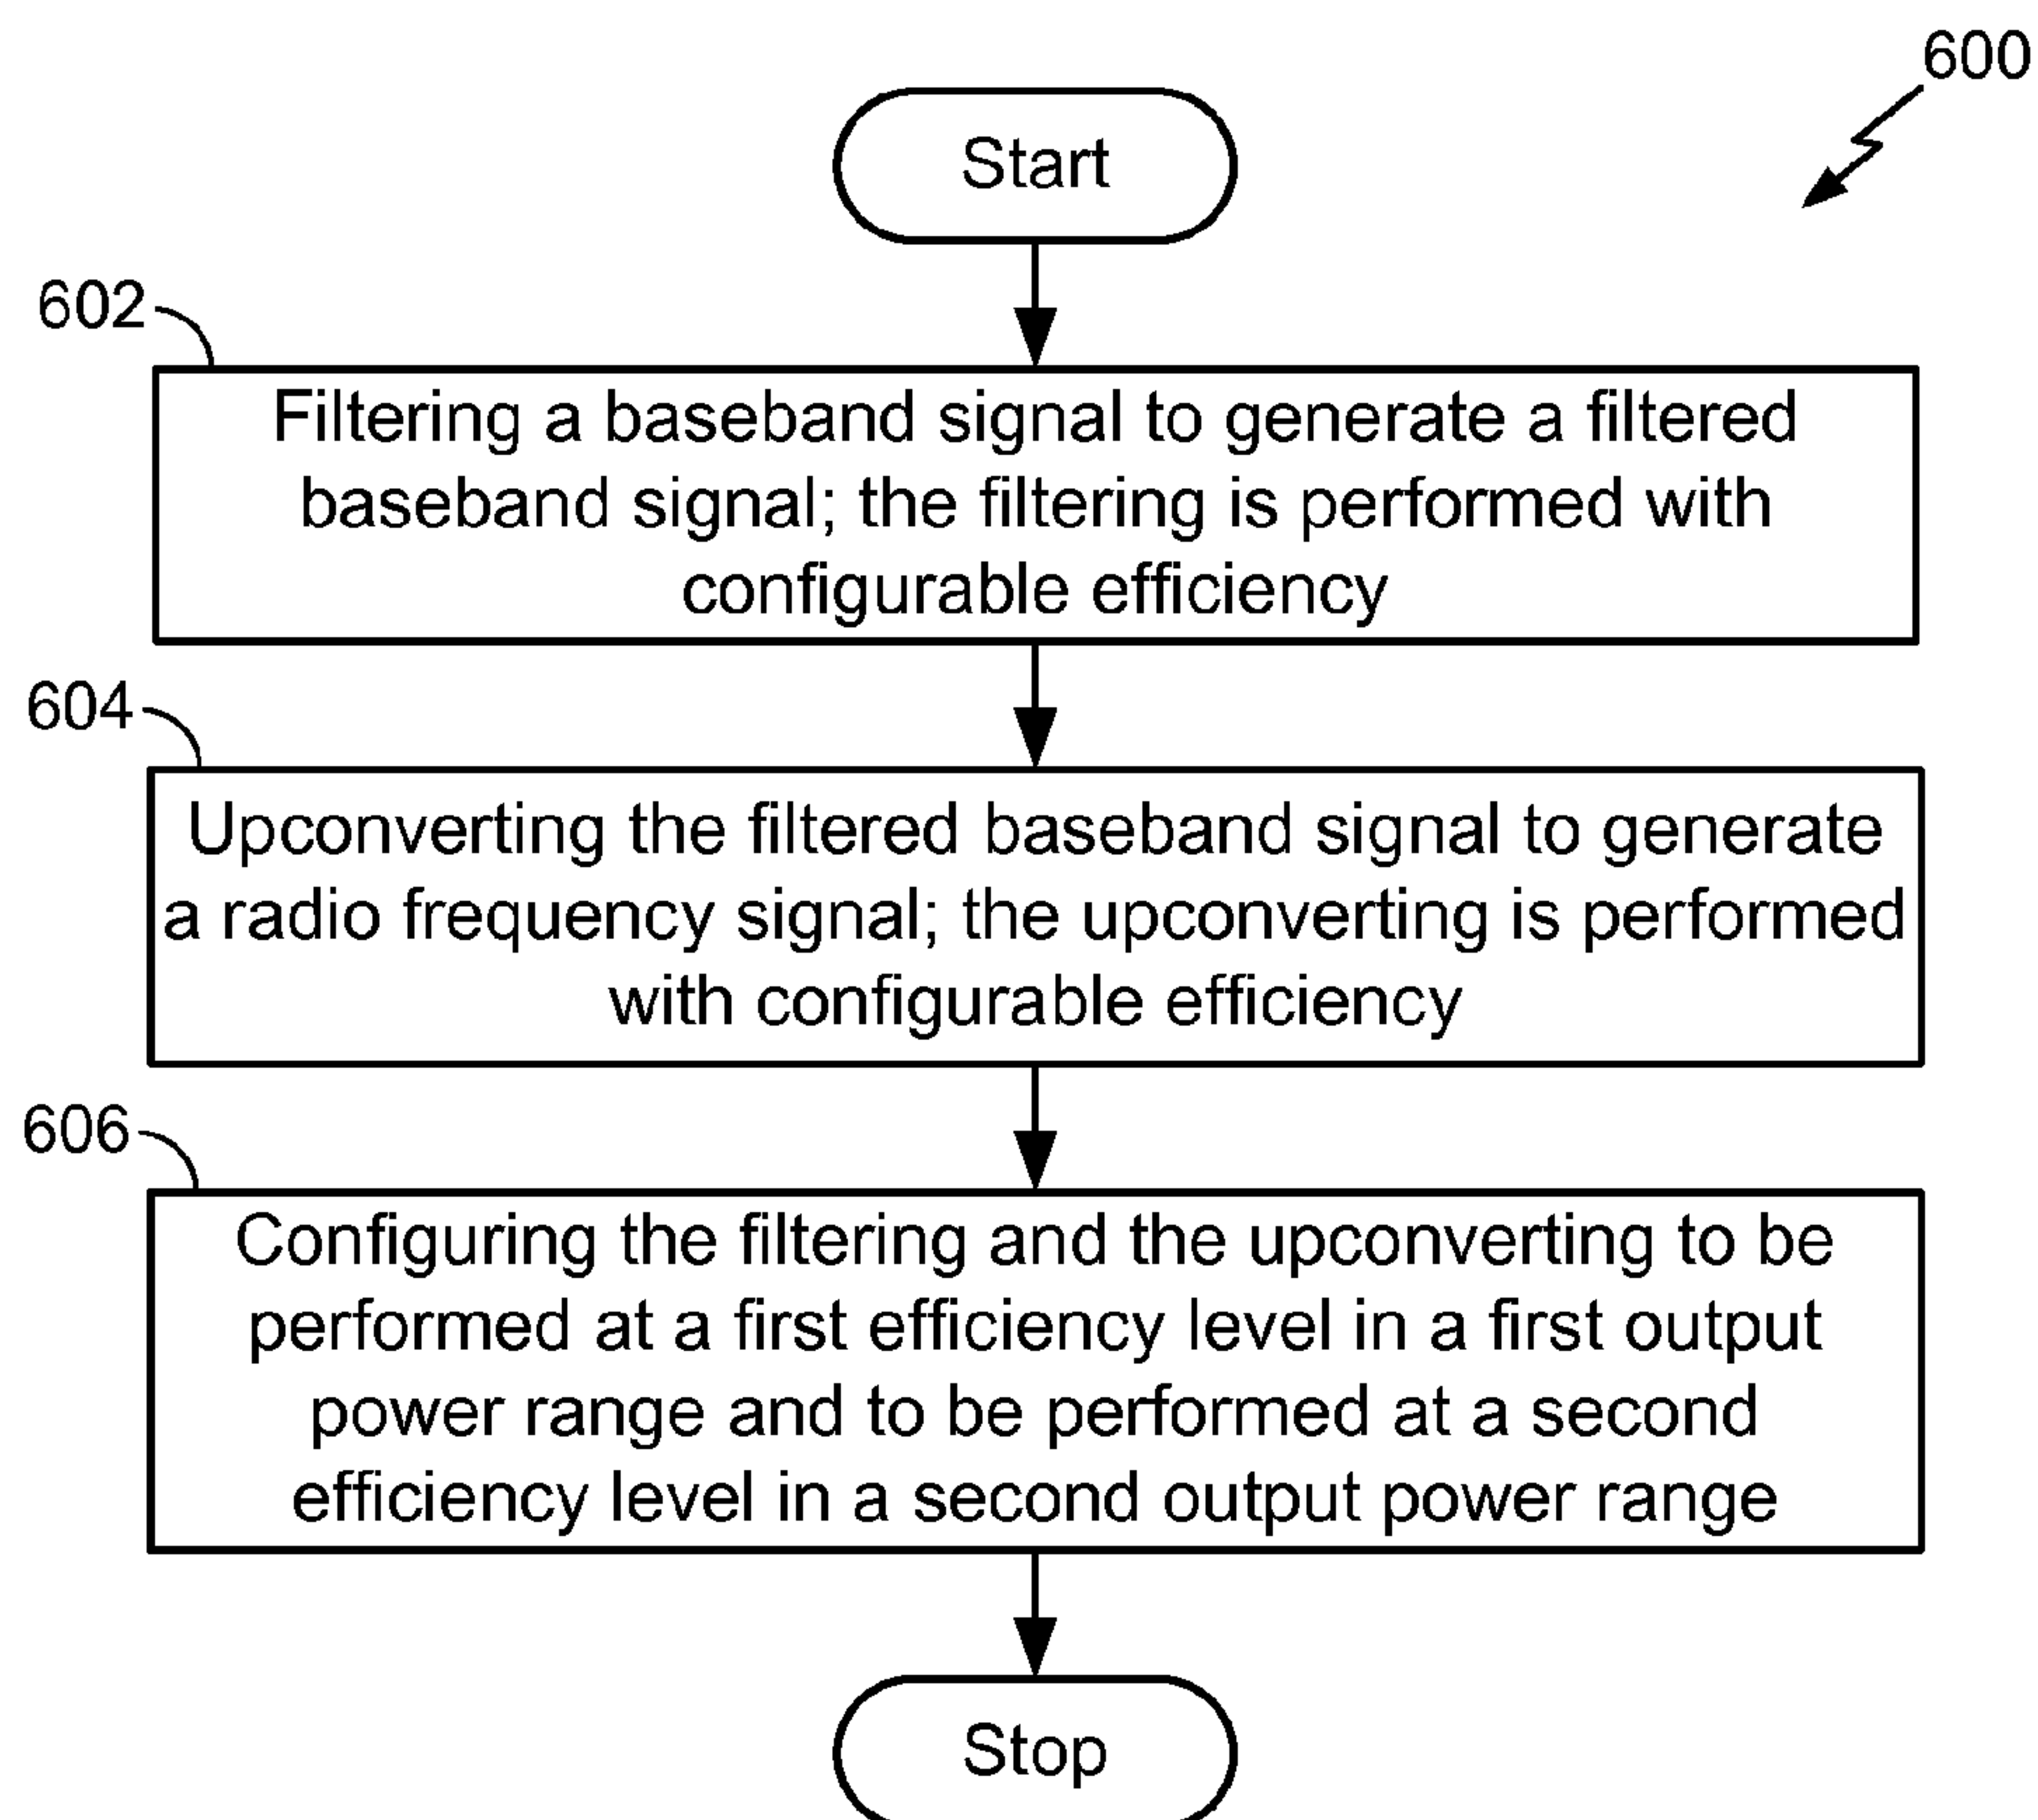 600
Start
602
Filtering a baseband signal to generate a filtered
baseband signal; the filtering is performed with
configurable efficiency
604
Upconverting the filtered baseband signal to generate
a radio frequency signal; the upconverting is performed
with configurable efficiency
606
Configuring the filtering and the upconverting to be
performed at a first efficiency level in a first output
power range and to be performed at a second
efficiency level in a second output power range
Stop